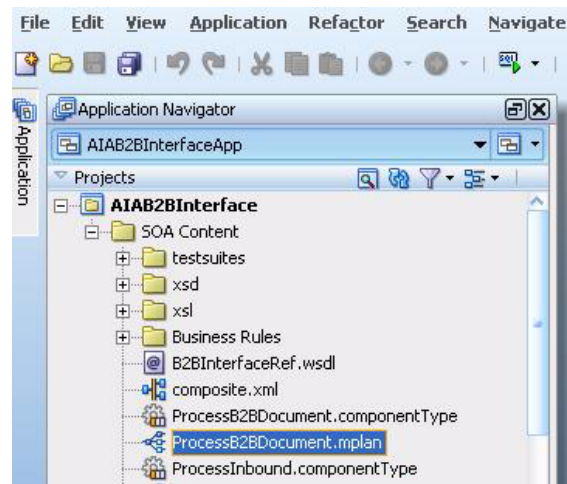 File Edit View Application Refactor Search Navigate
Application Navigator
Application
AIAB2BInterfaceApp
Projects
AIAB2BInterface
SOA Content
testsuites
xsd
xsl
Business Rules
B2BInterfaceRef.wsdl
composite.xml
ProcessB2BDocument.componentType
ProcessB2BDocument.mplan
ProcessInbound.componentType